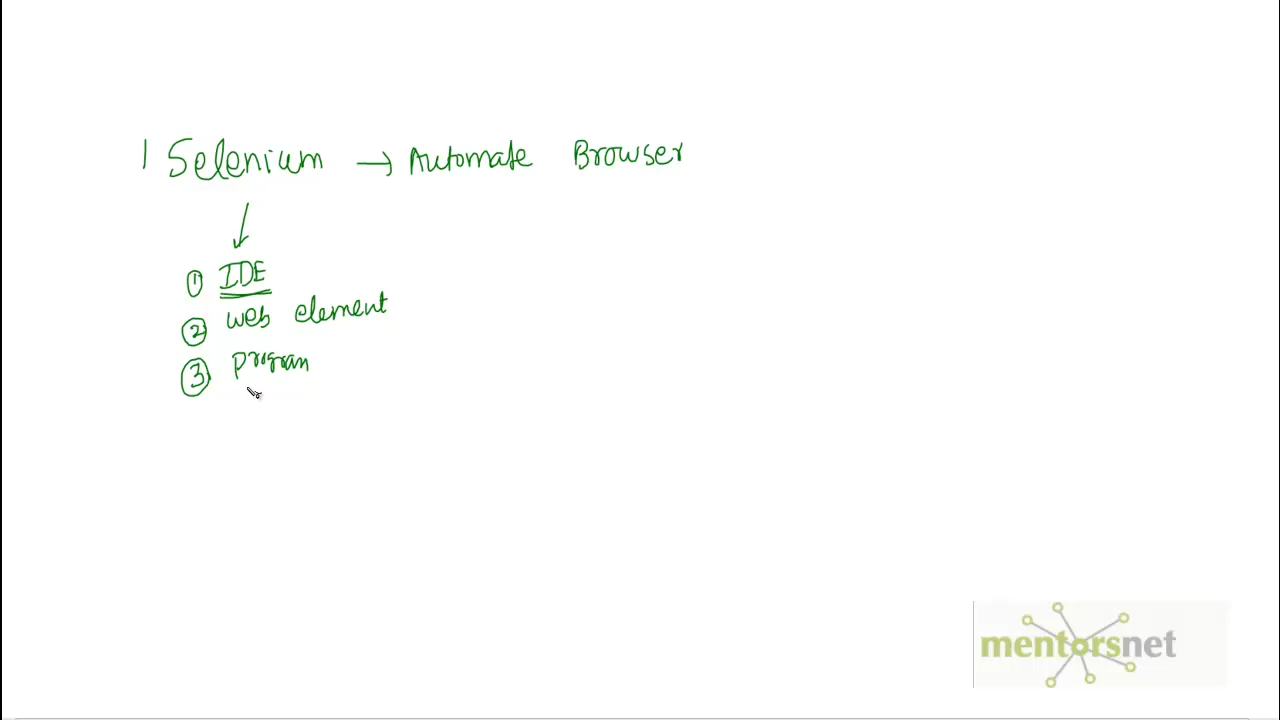 1 Selenium → Automate Browser
↓
① IDE
② web element
③ program
mentorsnet